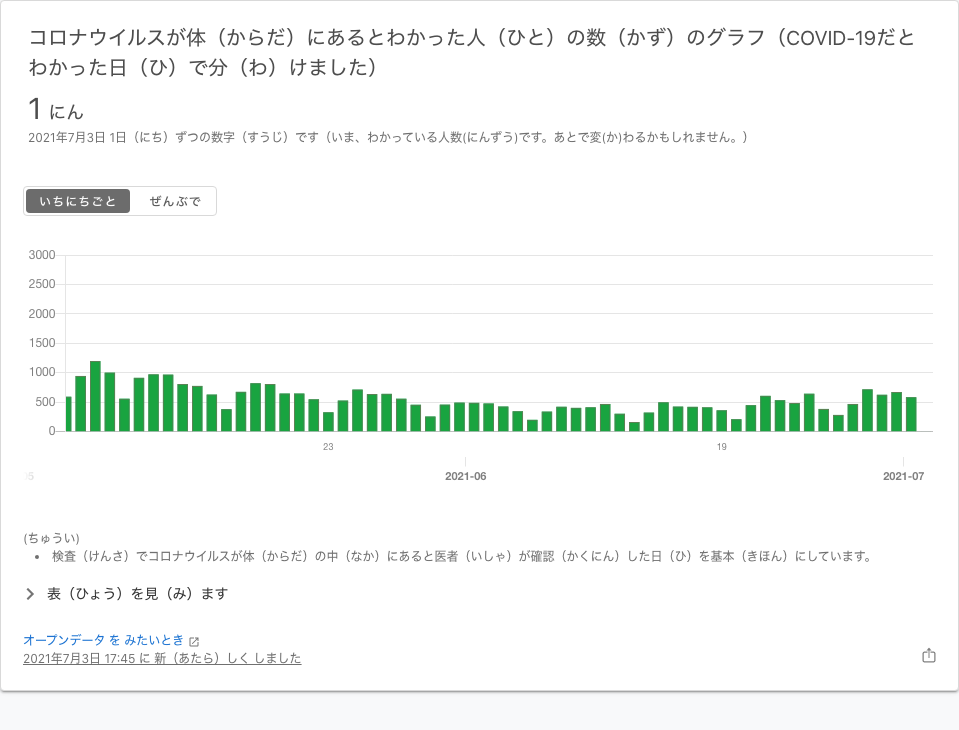 コロナウイルスが体（からだ）にあるとわかった人（ひと）の数（かず）のグラフ（COVID-19だと
わかった日（ひ）で分（わ）けました）
1 にん
2021年7月3日 1日（にち）ずつの数字（すうじ）です（いま、わかっている人数(にんずう)です。あとで変(か)わるかもしれません。）
いちにちごと ぜんぶで
3000
2500
2000
1500
1000
500
0
23 19
2021-06 2021-07
(ちゅうい)
• 検査（けんさ）でコロナウイルスが体（からだ）の中（なか）にあると医者（いしゃ）が確認（かくにん）した日（ひ）を基本（きほん）にしています。
表（ひょう）を見（み）ます
オープンデータ を みたいとき
2021年7月3日 17:45 に 新（あたら）しく しました